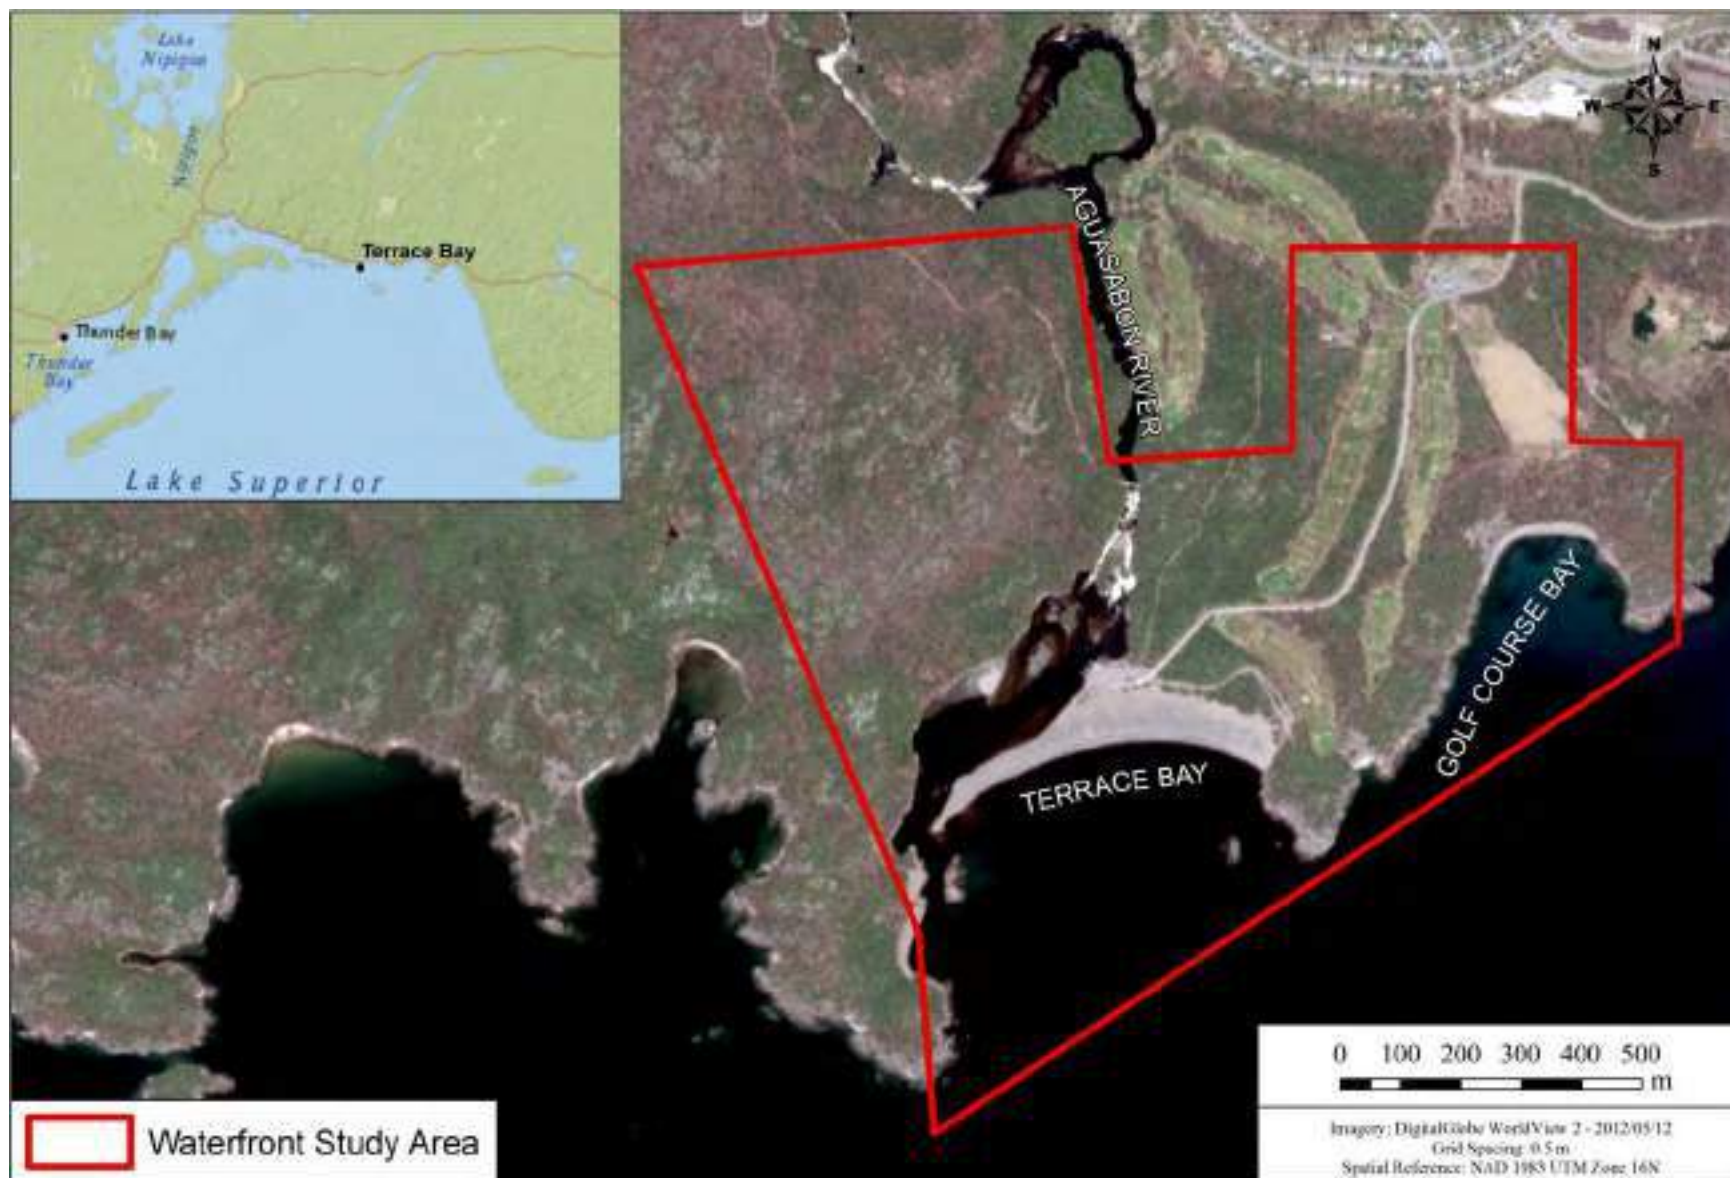 Lake
Nipigon
Nipigon
Terrace Bay
Thunder Bay
Thunder
Bay
Lake Superior
N
W E
S
AGUASABON RIVER
GOLF COURSE BAY
TERRACE BAY
0 100 200 300 400 500
m
Waterfront Study Area
Imagery: DigitalGlobe WorldView 2 - 2012/05/12
Grid Spacing: 0.5 m
Spatial Reference: NAD 1983 UTM Zone 16N